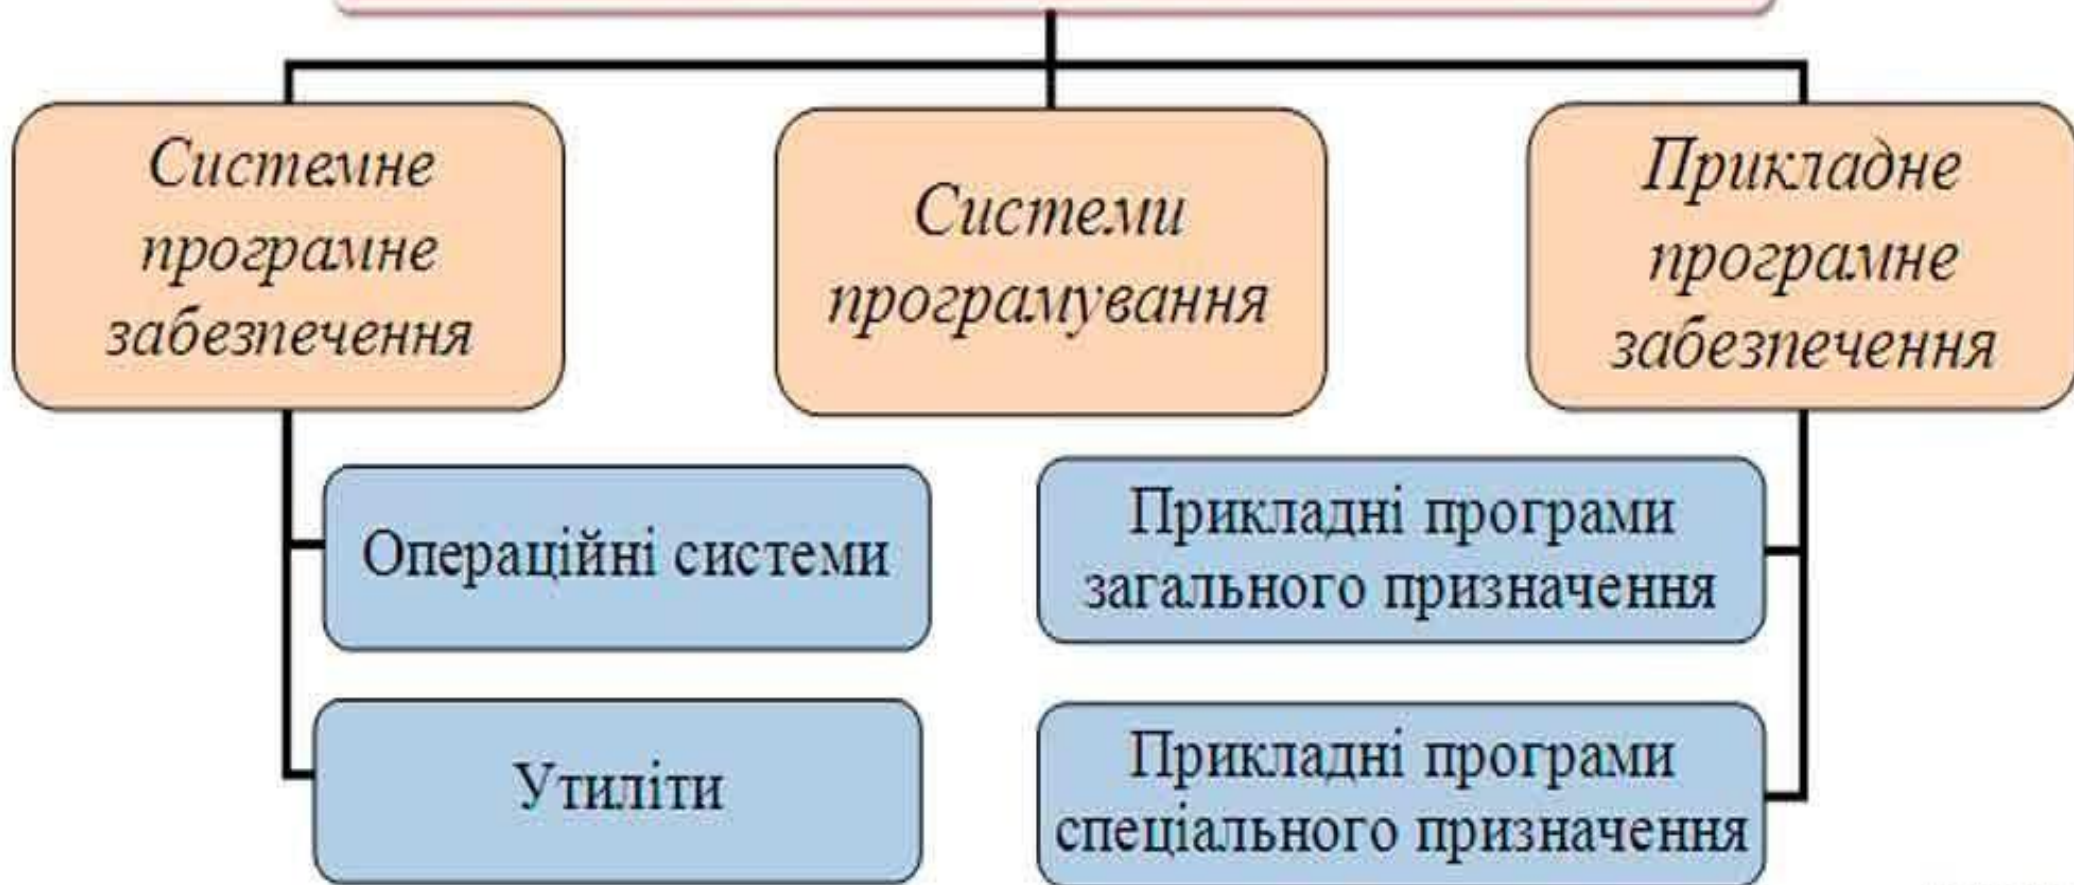 Системне
програмне
забезпечення
Системи
програмування
Прикладне
програмне
забезпечення
Операційні системи
Утиліти
Прикладні програми
загального призначення
Прикладні програми
спеціального призначення